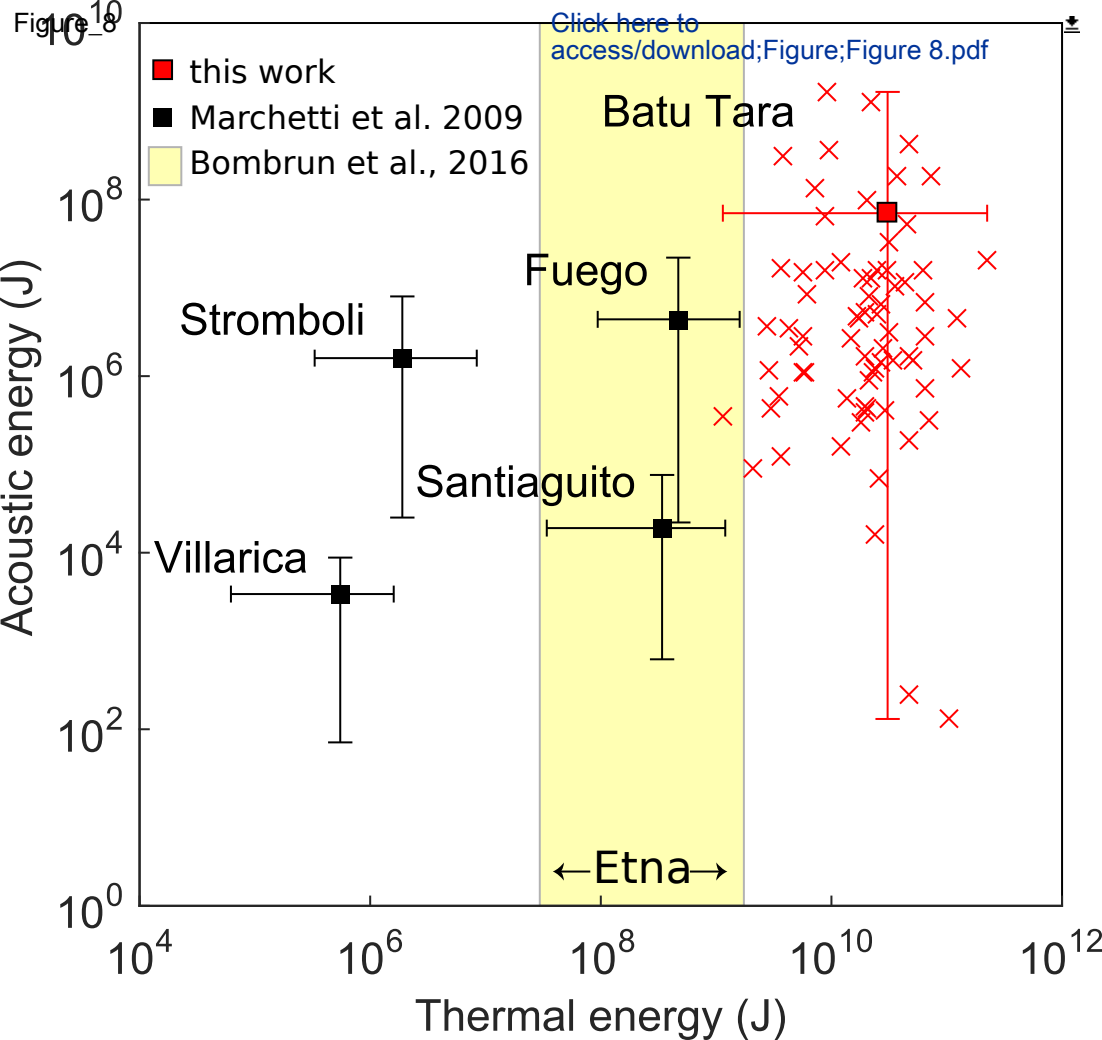 Figure_8
Click here to
access/download;Figure;Figure 8.pdf
10^10
this work
Marchetti et al. 2009
Bombrun et al., 2016
Batu Tara
10^8
Fuego
Stromboli
10^6
Santiaguito
Villarica
10^4
10^2
Etna
10^0
10^4 10^6 10^8 10^10 10^12
Thermal energy (J)
Acoustic energy (J)